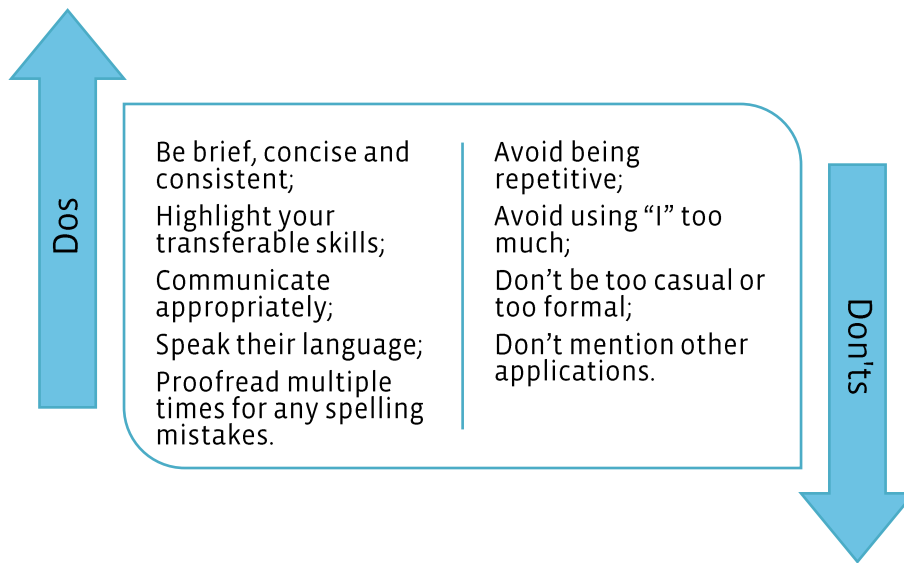 Dos
Be brief, concise and
consistent;
Highlight your
transferable skills;
Communicate
appropriately;
Speak their language;
Proofread multiple
times for any spelling
mistakes.
Avoid being
repetitive;
Avoid using “I” too
much;
Don’t be too casual or
too formal;
Don’t mention other
applications.
Don'ts